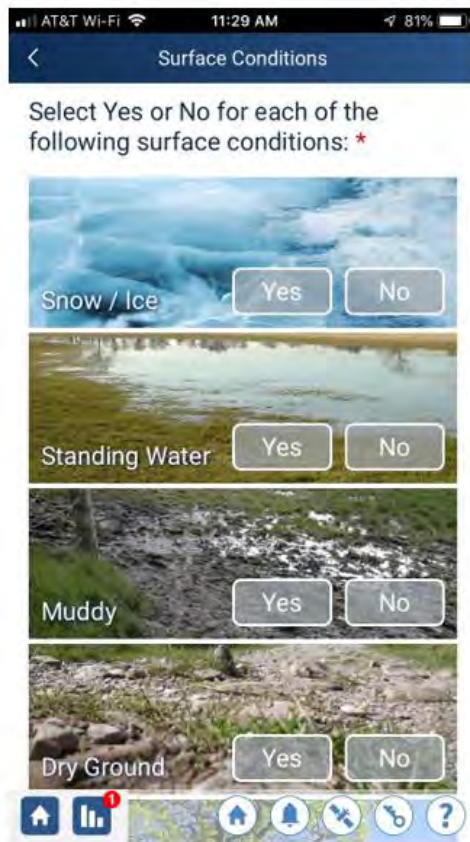 AT&T Wi-Fi 11:29 AM 81%
Surface Conditions
Select Yes or No for each of the
following surface conditions: *
Snow / Ice Yes No
Standing Water Yes No
Muddy Yes No
Dry Ground Yes No
1
?